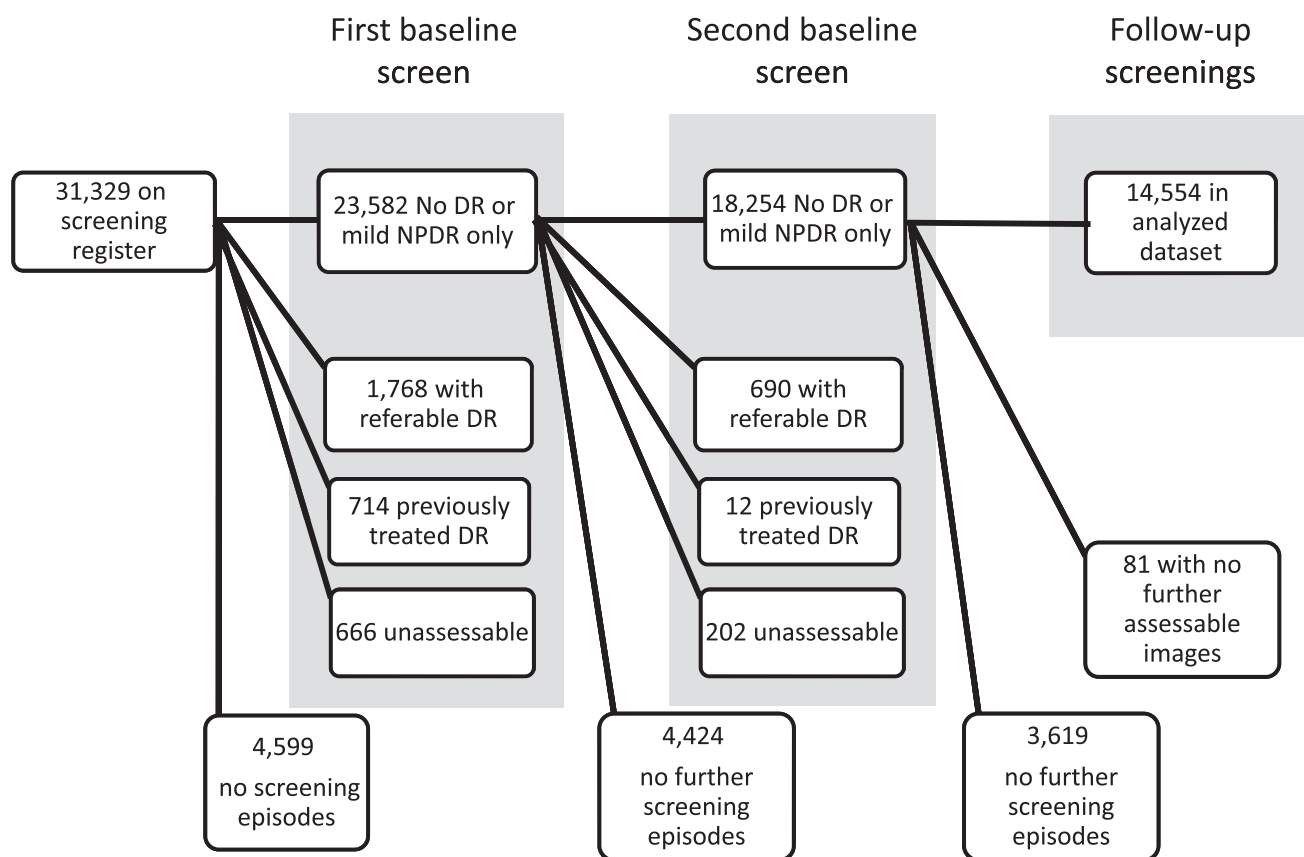 First baseline
screen
Second baseline
screen
Follow-up
screenings
31,329 on
screening
register
23,582 No DR or
mild NPDR only
18,254 No DR or
mild NPDR only
14,554 in
analyzed
dataset
1,768 with
referable DR
690 with
referable DR
714 previously
treated DR
12 previously
treated DR
81 with no
further
assessable
images
666 unassessable
202 unassessable
4,599
no screening
episodes
4,424
no further
screening
episodes
3,619
no further
screening
episodes